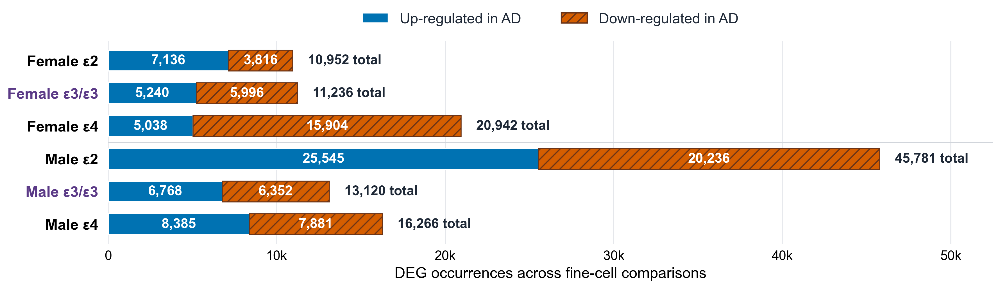 Up-regulated in AD
Down-regulated in AD
Female ε2
7,136
3,816
10,952 total
Female ε3/ε3
5,240
5,996
11,236 total
Female ε4
5,038
15,904
20,942 total
Male ε2
25,545
20,236
45,781 total
Male ε3/ε3
6,768
6,352
13,120 total
Male ε4
8,385
7,881
16,266 total
0
10k
20k
30k
40k
50k
DEG occurrences across fine-cell comparisons